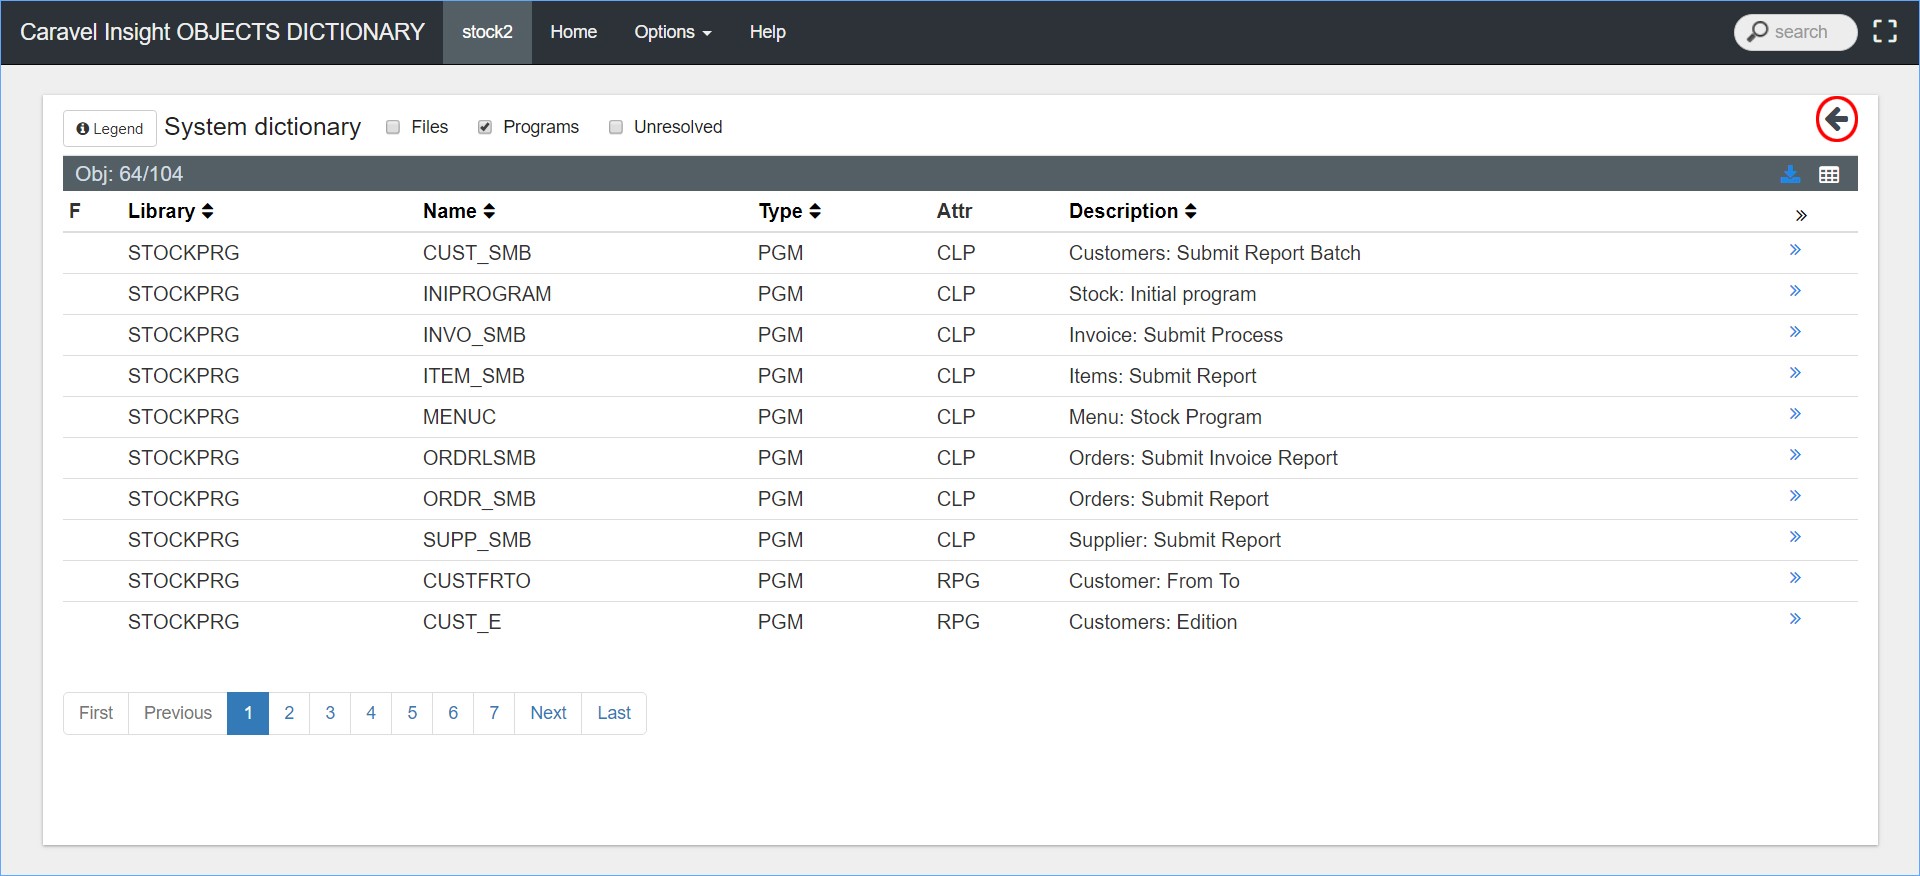 Caravel Insight OBJECTS DICTIONARY stock2 Home Options Help search
Legend System dictionary Files Programs Unresolved
Obj: 64/104
F Library Name Type Attr Description »
STOCKPRG CUST_SMB PGM CLP Customers: Submit Report Batch »
STOCKPRG INIPROGRAM PGM CLP Stock: Initial program »
STOCKPRG INVO_SMB PGM CLP Invoice: Submit Process »
STOCKPRG ITEM_SMB PGM CLP Items: Submit Report »
STOCKPRG MENUC PGM CLP Menu: Stock Program »
STOCKPRG ORDRLSMB PGM CLP Orders: Submit Invoice Report »
STOCKPRG ORDR_SMB PGM CLP Orders: Submit Report »
STOCKPRG SUPP_SMB PGM CLP Supplier: Submit Report »
STOCKPRG CUSTFRTO PGM RPG Customer: From To »
STOCKPRG CUST_E PGM RPG Customers: Edition »
First Previous 1 2 3 4 5 6 7 Next Last